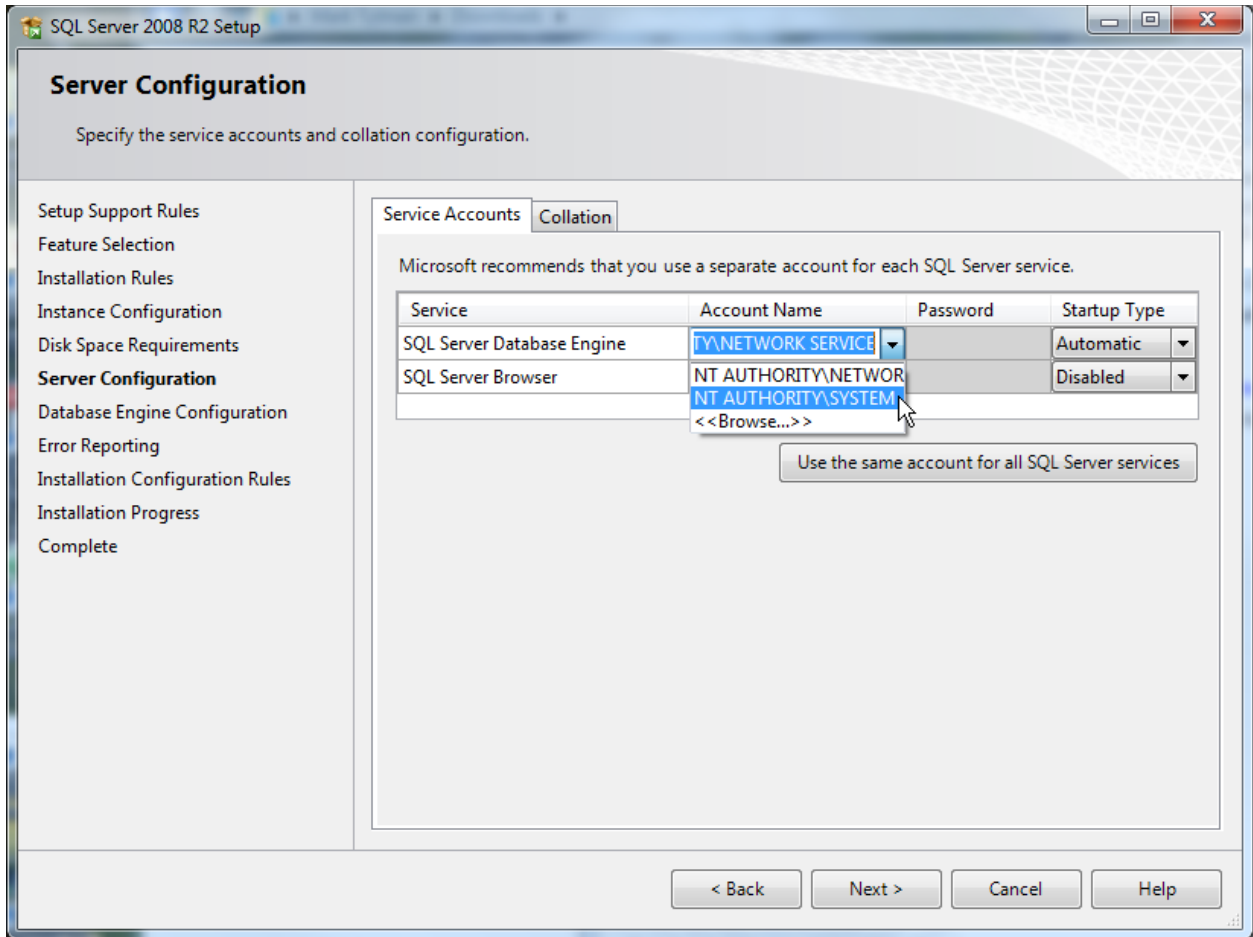 SQL Server 2008 R2 Setup
Server Configuration
Specify the service accounts and collation configuration.
Setup Support Rules
Feature Selection
Installation Rules
Instance Configuration
Disk Space Requirements
Server Configuration
Database Engine Configuration
Error Reporting
Installation Configuration Rules
Installation Progress
Complete
Service Accounts Collation
Microsoft recommends that you use a separate account for each SQL Server service.
Service Account Name Password Startup Type
SQL Server Database Engine TY\NETWORK SERVICE Automatic
SQL Server Browser NT AUTHORITY\NETWOR Disabled
NT AUTHORITY\SYSTEM
<<Browse...>>
Use the same account for all SQL Server services
< Back Next > Cancel Help